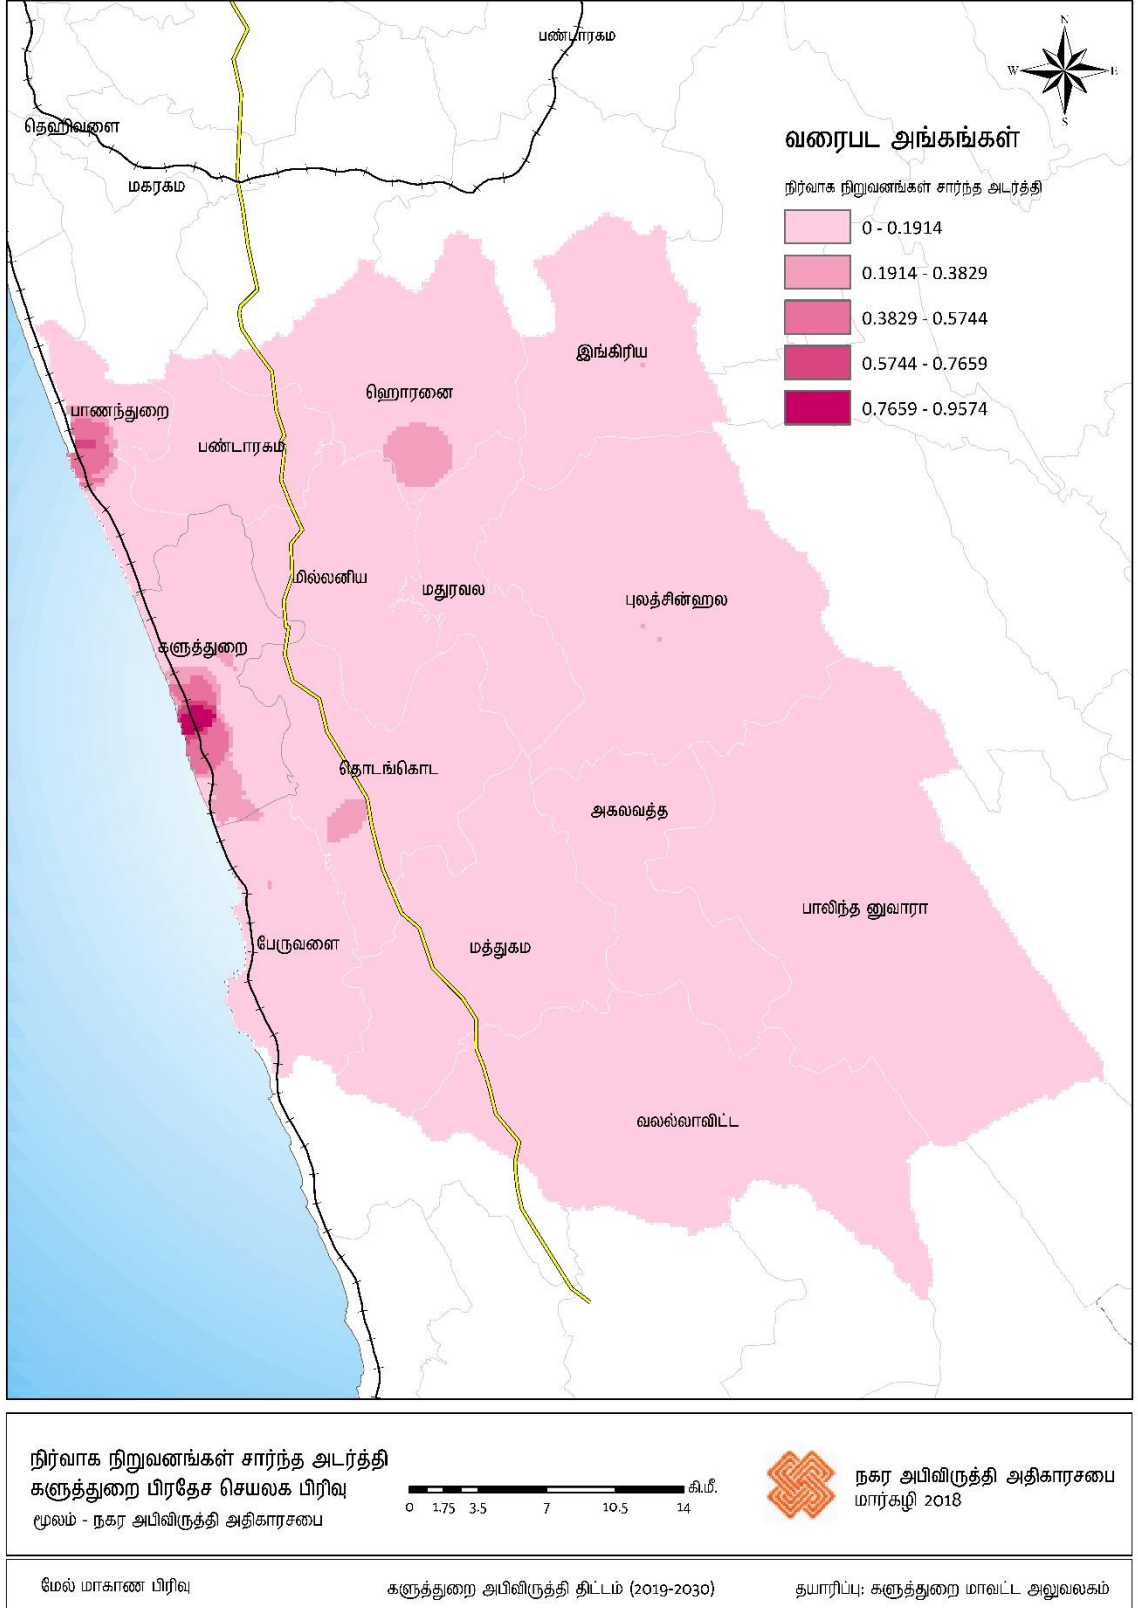 பண்டாரகம
N
W
E
S
தெஹிவளை
மகரகம
வரைபட அங்கங்கள்
நிர்வாக நிறுவனங்கள் சார்ந்த அடர்த்தி
0 - 0.1914
0.1914 - 0.3829
0.3829 - 0.5744
0.5744 - 0.7659
0.7659 - 0.9574
இங்கிரிய
ஹொரனை
பாணந்துறை
பண்டாரகம
மில்லனிய
மதுரவல
புலத்சின்ஹல
களுத்துறை
தொடங்கொட
அகலவத்த
பாலிந்த னுவாரா
பேருவளை
மத்துகம
வலல்லாவிட்ட
நிர்வாக நிறுவனங்கள் சார்ந்த அடர்த்தி
களுத்துறை பிரதேச செயலக பிரிவு
மூலம் - நகர அபிவிருத்தி அதிகாரசபை
கி.மீ.
0 1.75 3.5 7 10.5 14
நகர அபிவிருத்தி அதிகாரசபை
மார்கழி 2018
மேல் மாகாண பிரிவு
களுத்துறை அபிவிருத்தி திட்டம் (2019-2030)
தயாரிப்பு: களுத்துறை மாவட்ட அலுவலகம்